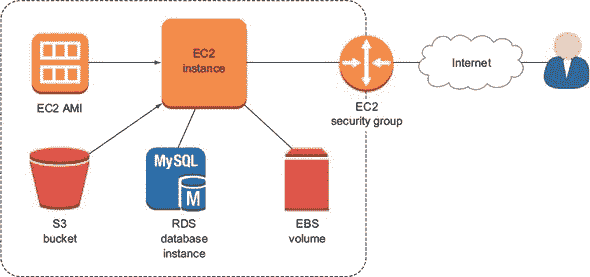 EC2
instance
EC2 AMI
EC2
security group
Internet
S3
bucket
MySQL
M
RDS
database
instance
EBS
volume